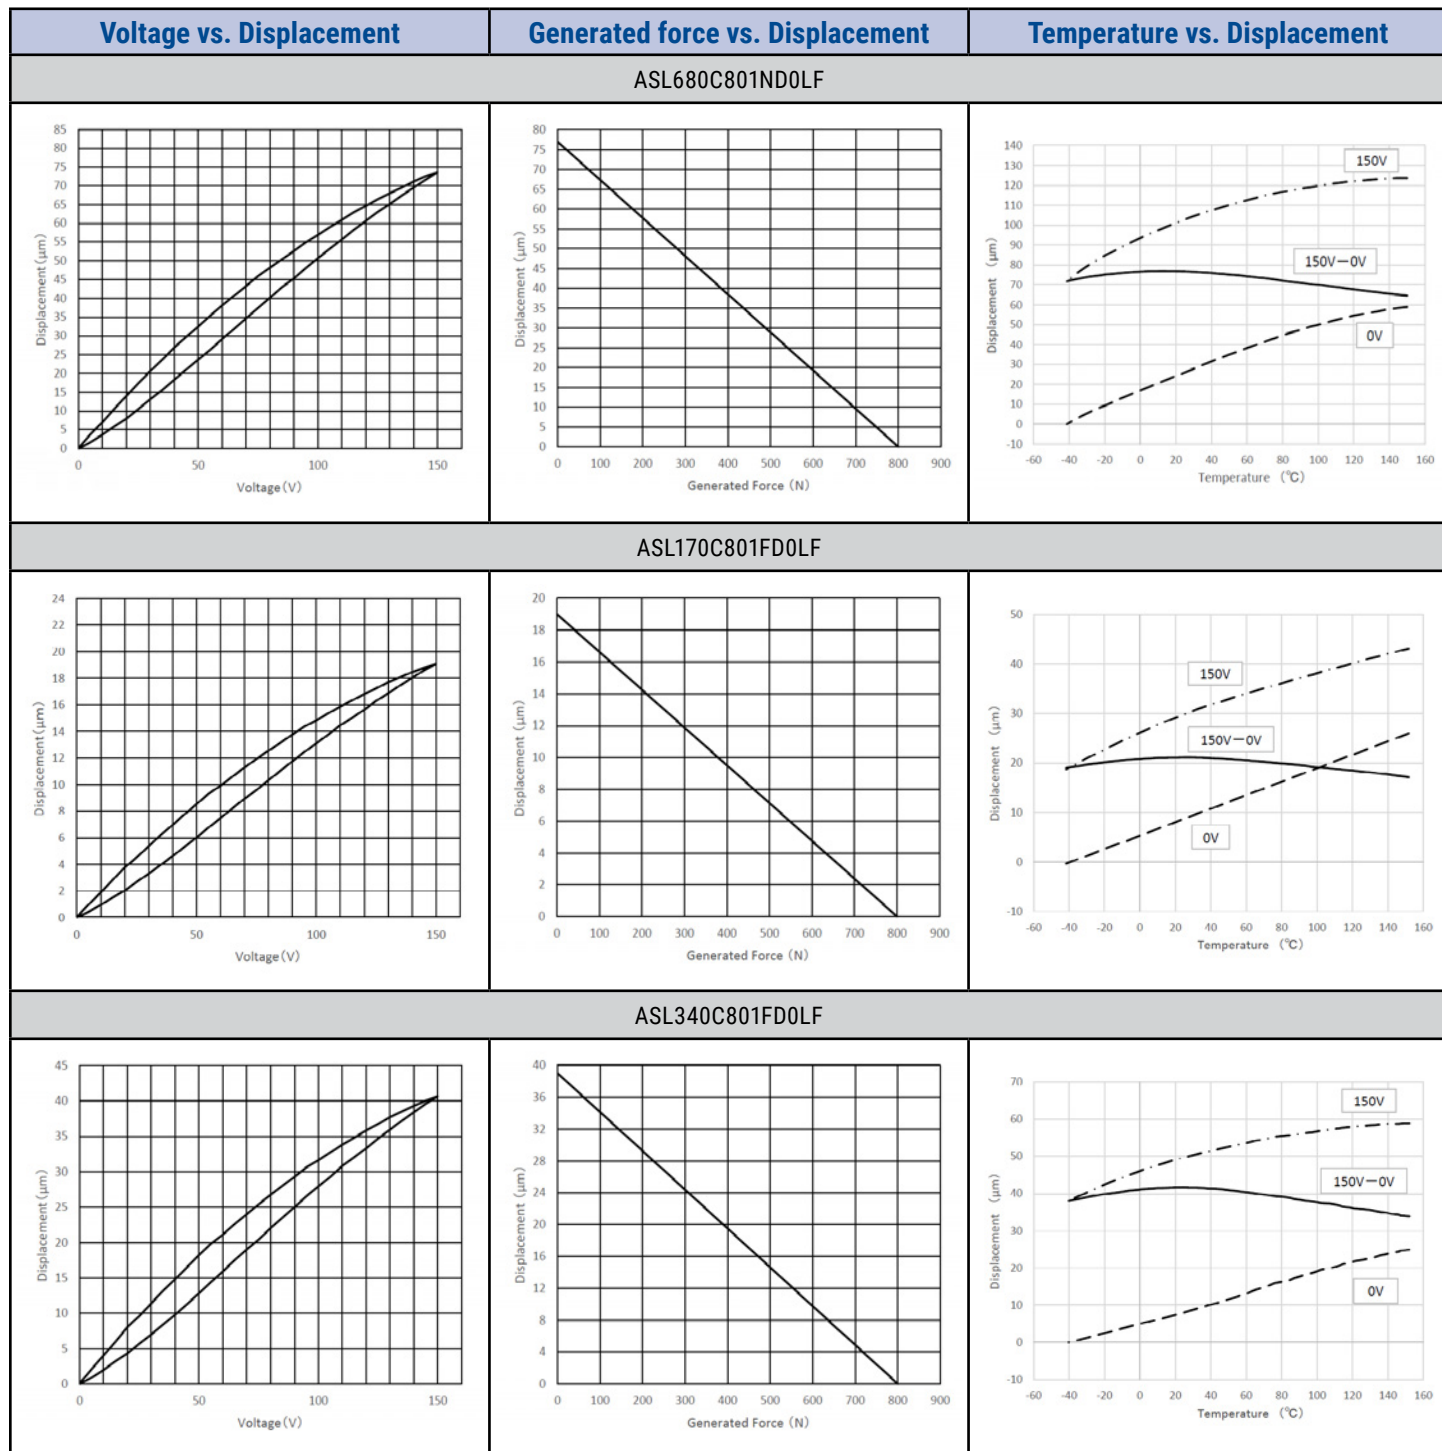 Voltage vs. Displacement
Generated force vs. Displacement
Temperature vs. Displacement
ASL680C801ND0LF
85
80
75
70
65
60
55
50
45
40
35
30
25
20
15
10
5
0
Displacement(μm)
0 50 100 150
Voltage(V)
80
75
70
65
60
55
50
45
40
35
30
25
20
15
10
5
0
Displacement (μm)
0 100 200 300 400 500 600 700 800 900
Generated Force (N)
140
130
120
110
100
90
80
70
60
50
40
30
20
10
0
-10
Displacement (μm)
150V
150V-0V
0V
-60 -40 -20 0 20 40 60 80 100 120 140 160
Temperature (℃)
ASL170C801FD0LF
24
22
20
18
16
14
12
10
8
6
4
2
0
Displacement(μm)
0 50 100 150
Voltage(V)
20
18
16
14
12
10
8
6
4
2
0
Displacement (μm)
0 100 200 300 400 500 600 700 800 900
Generated Force (N)
50
40
30
20
10
0
-10
Displacement (μm)
150V
150V-0V
0V
-60 -40 -20 0 20 40 60 80 100 120 140 160
Temperature (℃)
ASL340C801FD0LF
45
40
35
30
25
20
15
10
5
0
Displacement (μm)
0 50 100 150
Voltage(V)
40
36
32
28
24
20
16
12
8
4
0
Displacement (μm)
0 100 200 300 400 500 600 700 800 900
Generated Force (N)
70
60
50
40
30
20
10
0
-10
Displacement (μm)
150V
150V-0V
0V
-60 -40 -20 0 20 40 60 80 100 120 140 160
Temperature (℃)